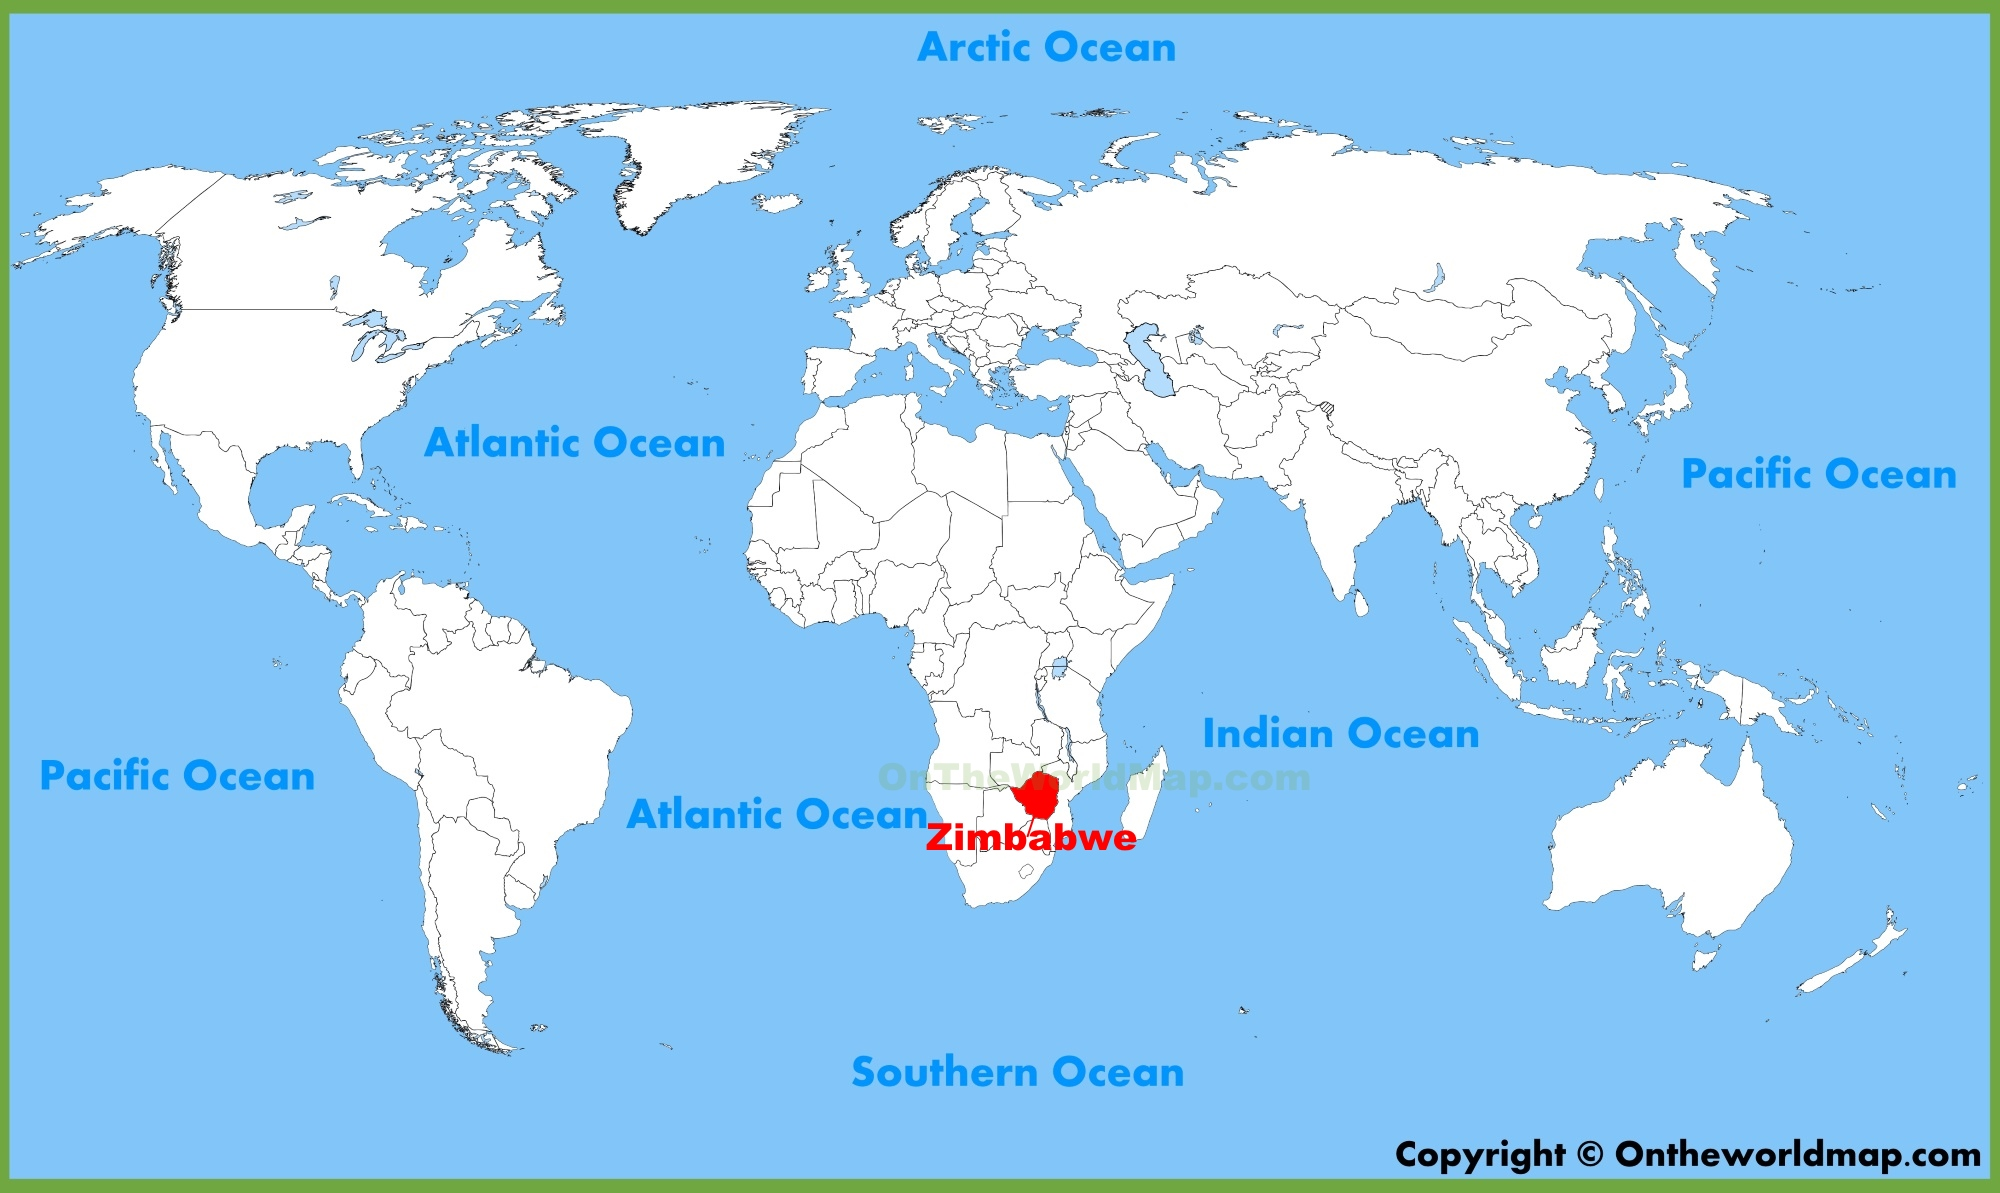 Arctic Ocean
Atlantic Ocean
Pacific Ocean
Indian Ocean
Pacific Ocean
OnTheWorldMap.com
Atlantic Ocean
Zimbabwe
Southern Ocean
Copyright © Ontheworldmap.com